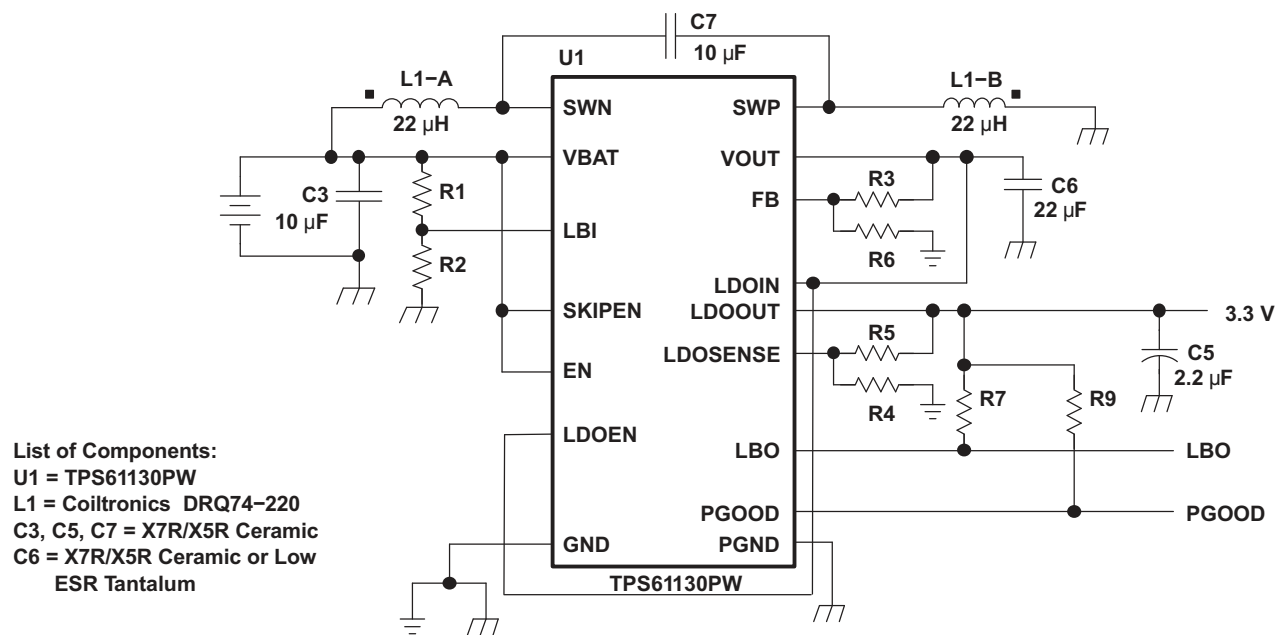 C7
10 µF
U1
L1−A
22 µH
L1−B
22 µH
SWN
SWP
VBAT
VOUT
C3
10 µF
R1
R2
LBI
FB
R3
R6
C6
22 µF
LDOIN
SKIPEN
LDOOUT
3.3 V
LDOSENSE
R5
R4
EN
C5
2.2 µF
R7
R9
LDOEN
LBO
LBO
PGOOD
PGOOD
GND
PGND
TPS61130PW
List of Components:
U1 = TPS61130PW
L1 = Coiltronics DRQ74−220
C3, C5, C7 = X7R/X5R Ceramic
C6 = X7R/X5R Ceramic or Low
ESR Tantalum